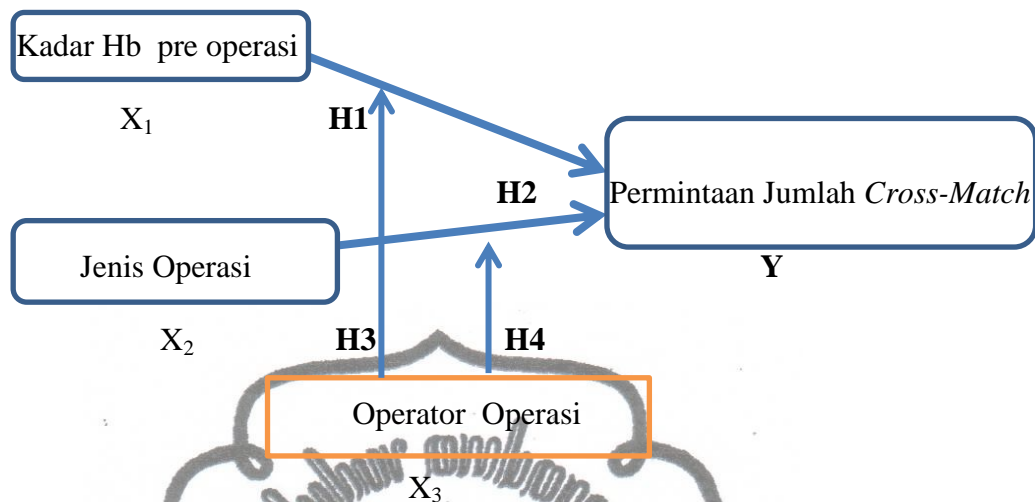 Kadar Hb pre operasi
X₁
H1
Permintaan Jumlah Cross-Match
H2
Jenis Operasi
Y
X₂
H3
H4
Operator Operasi
X₃